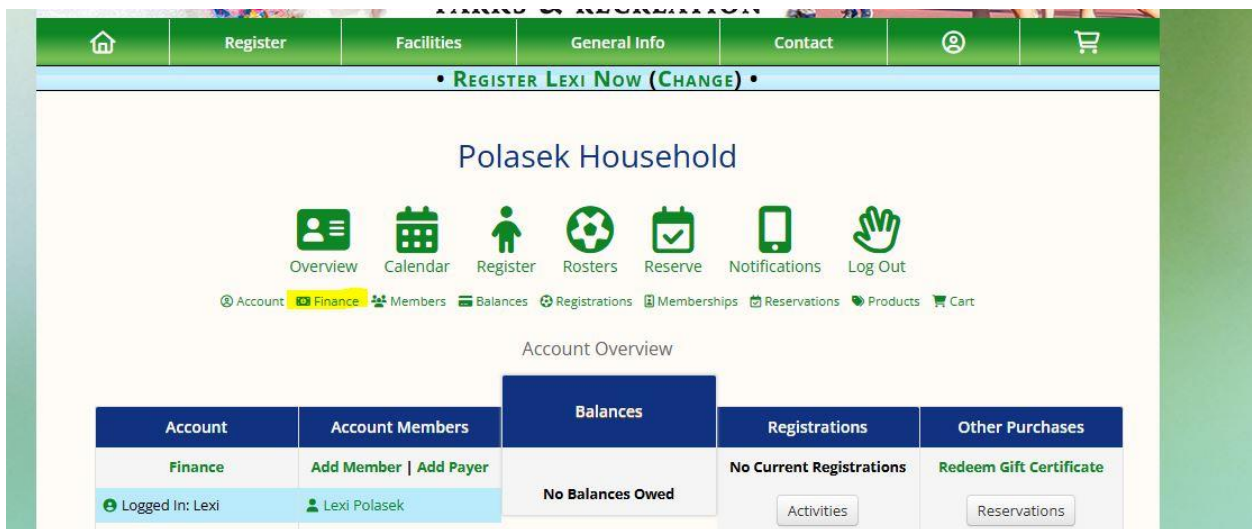 PARKS & RECREATION
Register Facilities General Info Contact
• REGISTER LEXI NOW (CHANGE) •
Polasek Household
Overview Calendar Register Rosters Reserve Notifications Log Out
Account Finance Members Balances Registrations Memberships Reservations Products Cart
Account Overview
Account Account Members Balances Registrations Other Purchases
Finance Add Member | Add Payer No Current Registrations Redeem Gift Certificate
Logged In: Lexi Lexi Polasek No Balances Owed Activities Reservations